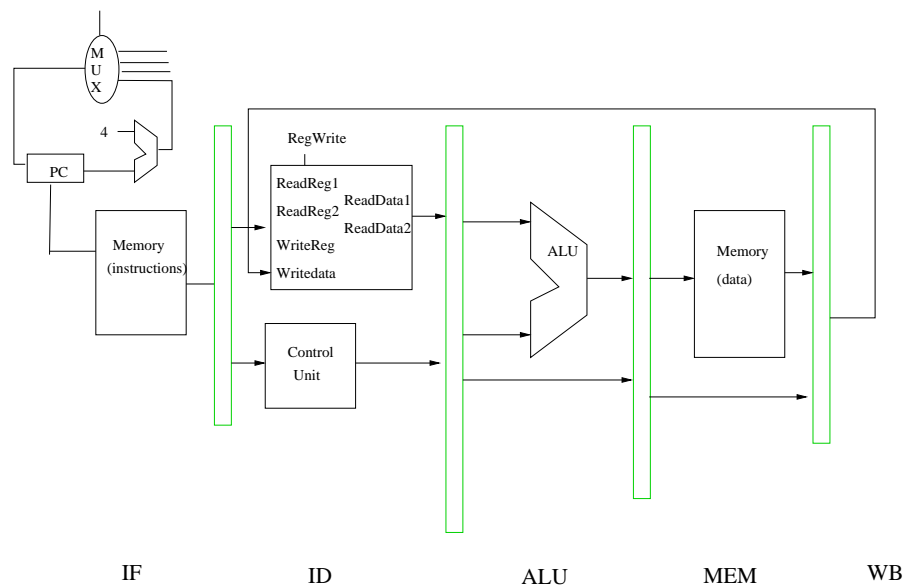 M
U
X
4
PC
Memory
(instructions)
RegWrite
ReadReg1
ReadReg2
WriteReg
Writedata
ReadData1
ReadData2
Control
Unit
ALU
Memory
(data)
IF
ID
ALU
MEM
WB